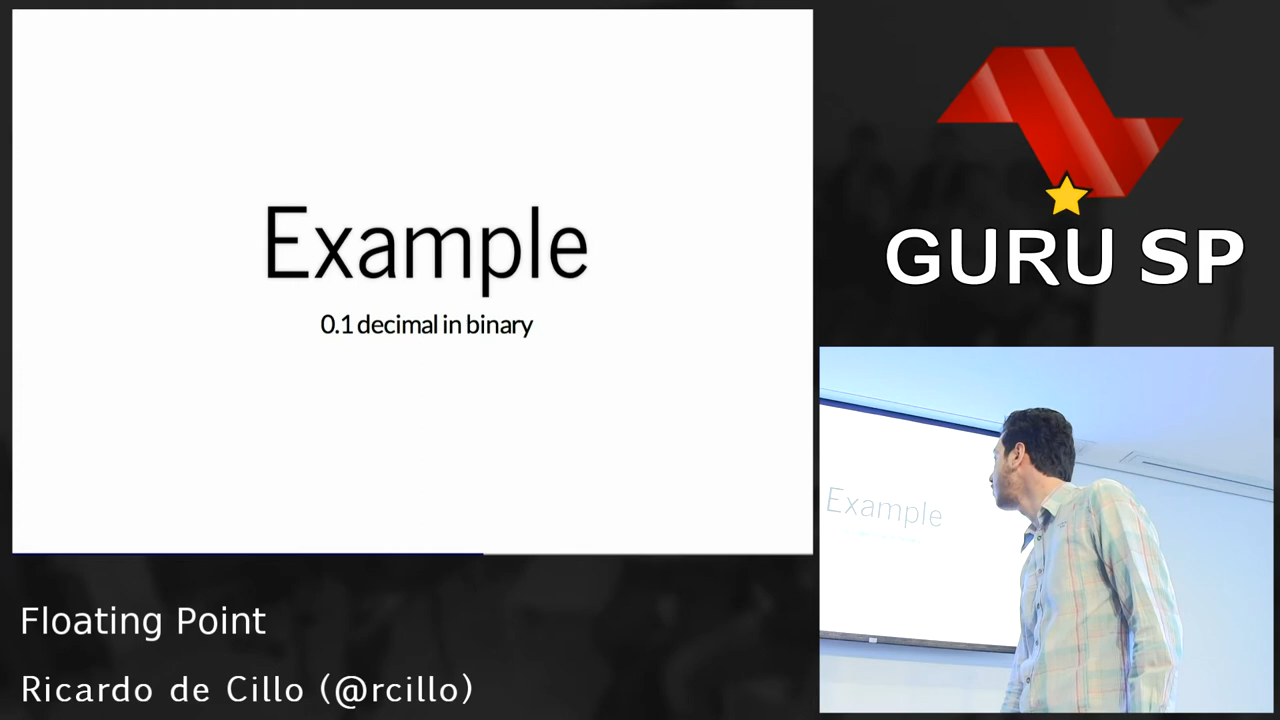 Example
0.1 decimal in binary
GURU SP
Example
Floating Point
Ricardo de Cillo (@rcillo)